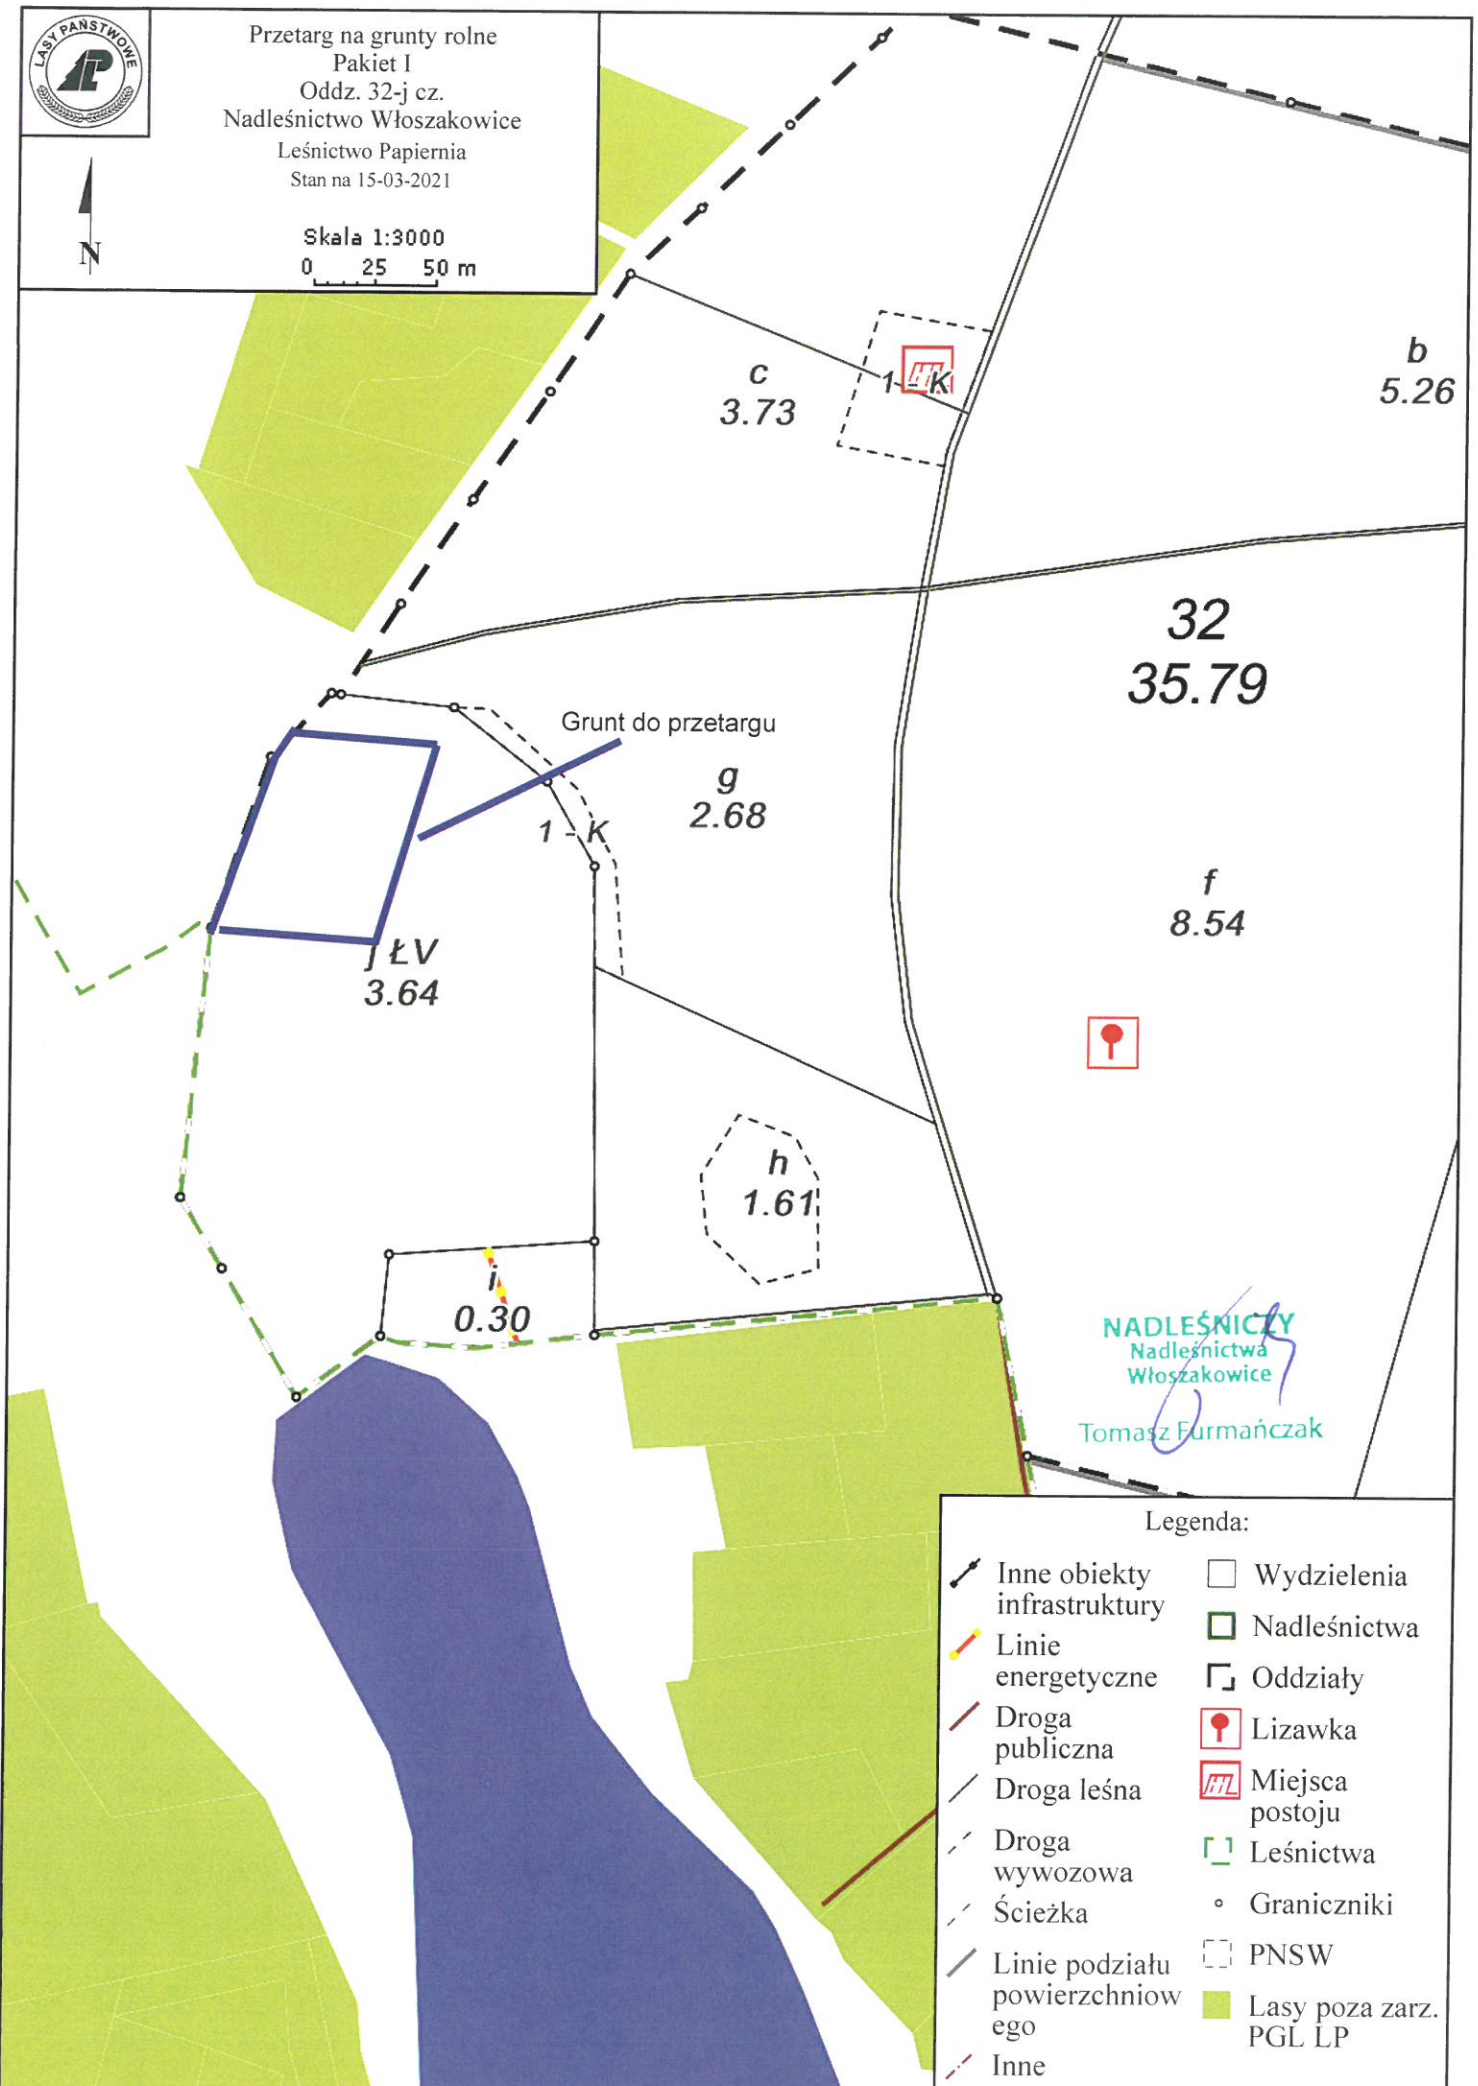 LASY PAŃSTWOWE
Przetarg na grunty rolne
Pakiet I
Oddz. 32-j cz.
Nadleśnictwo Włoszakowice
Leśnictwo Papiernia
Stan na 15-03-2021
N
Skala 1:3000
0 25 50 m
c
3.73
1 - K
b
5.26
32
35.79
Grunt do przetargu
g
2.68
1 - K
f
8.54
j ŁV
3.64
h
1.61
i
0.30
NADLEŚNICZY
Nadleśnictwa
Włoszakowice
Tomasz Furmańczak
Legenda:
Inne obiekty
infrastruktury
Linie
energetyczne
Droga
publiczna
Droga leśna
Droga
wywozowa
Ścieżka
Linie podziału
powierzchniow
ego
Inne
Wydzielenia
Nadleśnictwa
Oddziały
Lizawka
Miejsca
postoju
Leśnictwa
Graniczniki
PNSW
Lasy poza zarz.
PGL LP